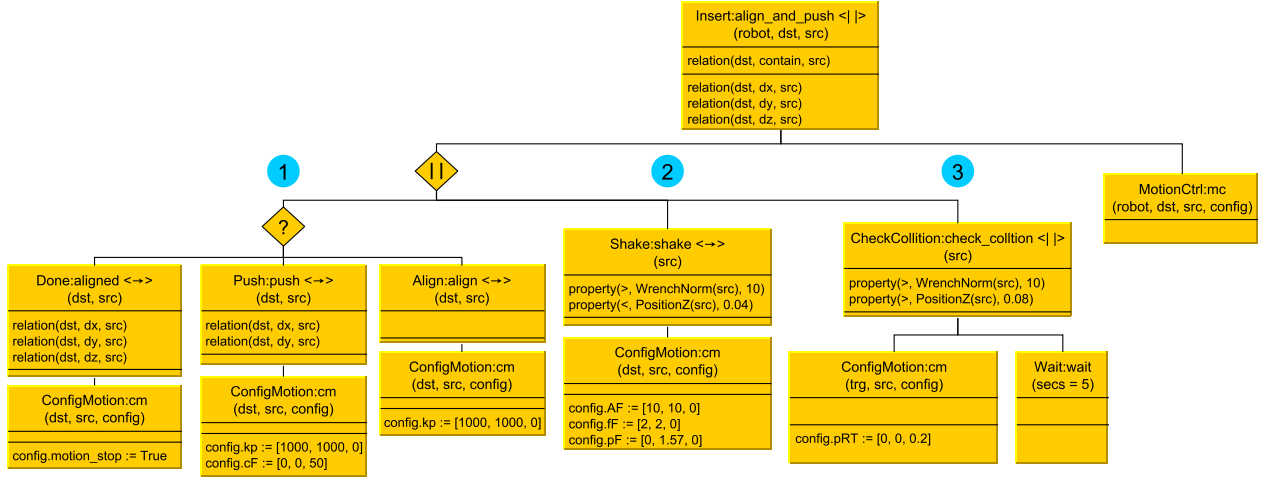 Insert:align_and_push <| |>
(robot, dst, src)
relation(dst, contain, src)
relation(dst, dx, src)
relation(dst, dy, src)
relation(dst, dz, src)
1
| |
2
3
MotionCtrl:mc
(robot, dst, src, config)
?
Done:aligned <→>
(dst, src)
relation(dst, dx, src)
relation(dst, dy, src)
relation(dst, dz, src)
ConfigMotion:cm
(dst, src, config)
config.motion_stop := True
Push:push <→>
(dst, src)
relation(dst, dx, src)
relation(dst, dy, src)
ConfigMotion:cm
(dst, src, config)
config.kp := [1000, 1000, 0]
config.cF := [0, 0, 50]
Align:align <→>
(dst, src)
ConfigMotion:cm
(dst, src, config)
config.kp := [1000, 1000, 0]
Shake:shake <→>
(src)
property(>, WrenchNorm(src), 10)
property(<, PositionZ(src), 0.04)
ConfigMotion:cm
(dst, src, config)
config.AF := [10, 10, 0]
config.fF := [2, 2, 0]
config.pF := [0, 1.57, 0]
CheckCollition:check_colltion <| |>
(src)
property(>, WrenchNorm(src), 10)
property(>, PositionZ(src), 0.08)
ConfigMotion:cm
(trg, src, config)
config.pRT := [0, 0, 0.2]
Wait:wait
(secs = 5)